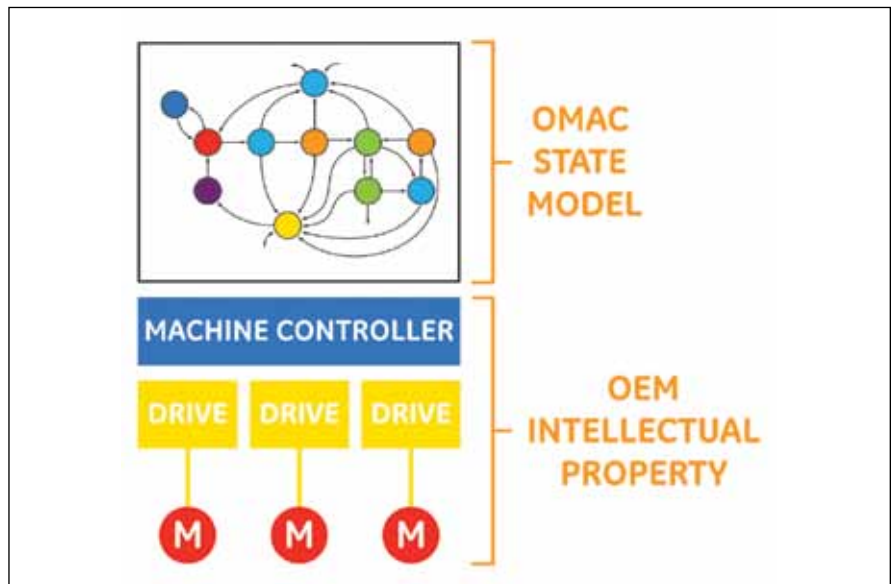 OMAC
STATE
MODEL
MACHINE CONTROLLER
DRIVE DRIVE DRIVE
OEM
INTELLECTUAL
PROPERTY
M M M